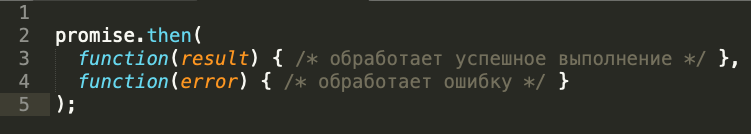 1
2 promise.then(
3   function(result) { /* обработает успешное выполнение */ },
4   function(error) { /* обработает ошибку */ }
5 );